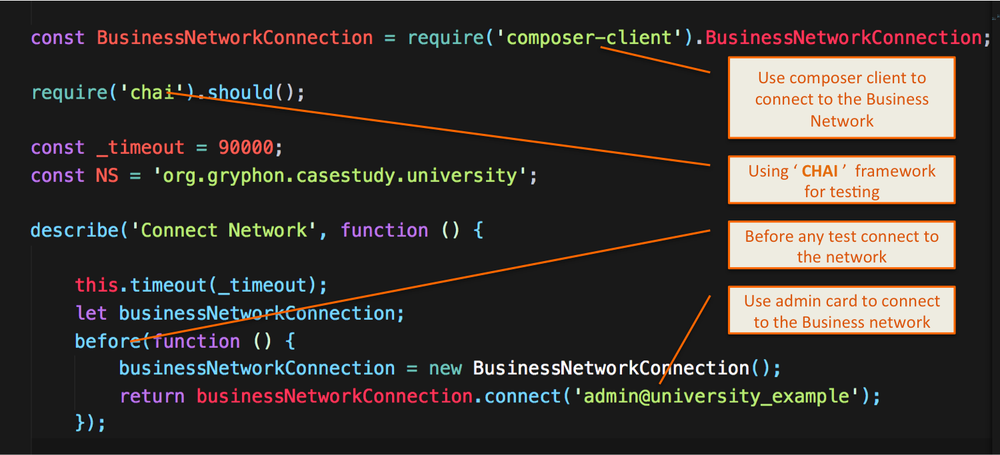 const BusinessNetworkConnection = require('composer-client').BusinessNetworkConnection;
require('chai').should();
const _timeout = 90000;
const NS = 'org.gryphon.casestudy.university';
describe('Connect Network', function () {
this.timeout(_timeout);
let businessNetworkConnection;
before(function () {
businessNetworkConnection = new BusinessNetworkConnection();
return businessNetworkConnection.connect('admin@university_example');
});
Use composer client to
connect to the Business
Network
Using ‘ CHAI ’ framework
for testing
Before any test connect to
the network
Use admin card to connect
to the Business network